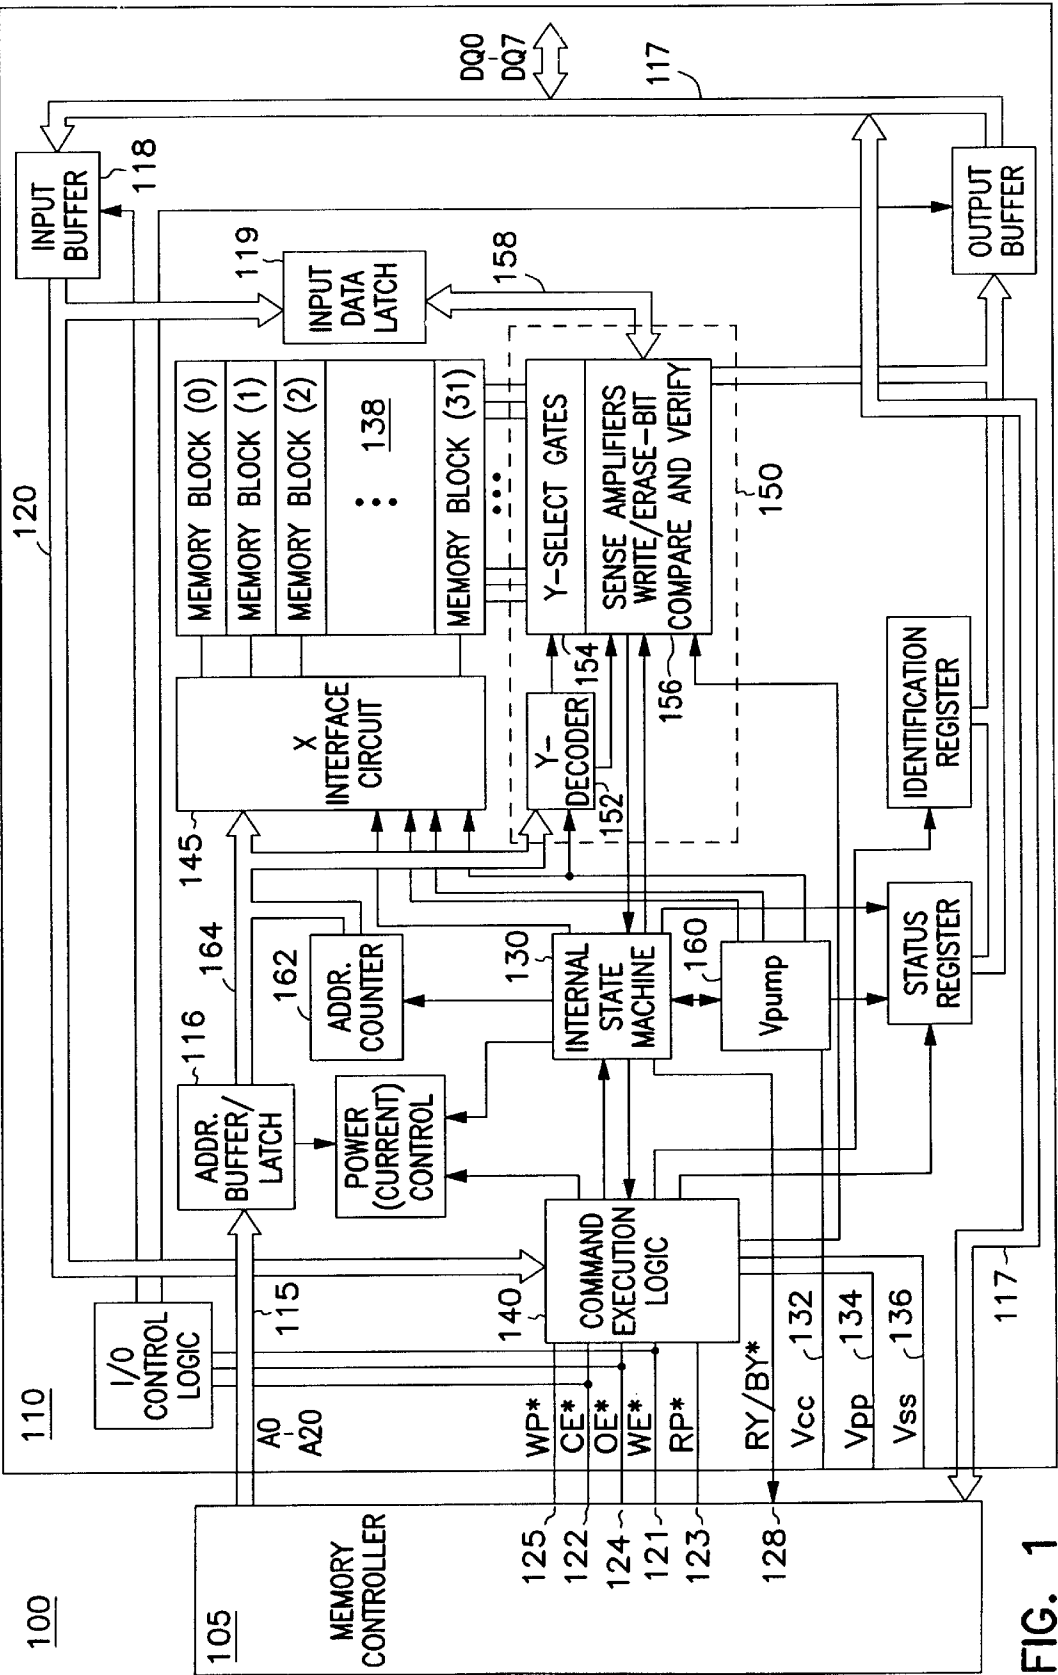 100
105
MEMORY
CONTROLLER
110
I/O
CONTROL
LOGIC
A0
-
A20
115
120
INPUT
BUFFER
118
DQ0
-
DQ7
117
119
INPUT
DATA
LATCH
158
116
ADDR.
BUFFER/
LATCH
164
162
ADDR.
COUNTER
POWER
(CURRENT)
CONTROL
145
X
INTERFACE
CIRCUIT
MEMORY BLOCK (0)
MEMORY BLOCK (1)
MEMORY BLOCK (2)
138
MEMORY BLOCK (31)
Y-SELECT GATES
154
SENSE AMPLIFIERS
WRITE/ERASE-BIT
COMPARE AND VERIFY
156
150
Y-
DECODER
152
130
INTERNAL
STATE
MACHINE
160
Vpump
140
COMMAND
EXECUTION
LOGIC
125
WP*
122
CE*
124
OE*
121
WE*
123
RP*
128
RY/BY*
Vcc
132
Vpp
134
Vss
136
117
STATUS
REGISTER
IDENTIFICATION
REGISTER
OUTPUT
BUFFER
FIG. 1